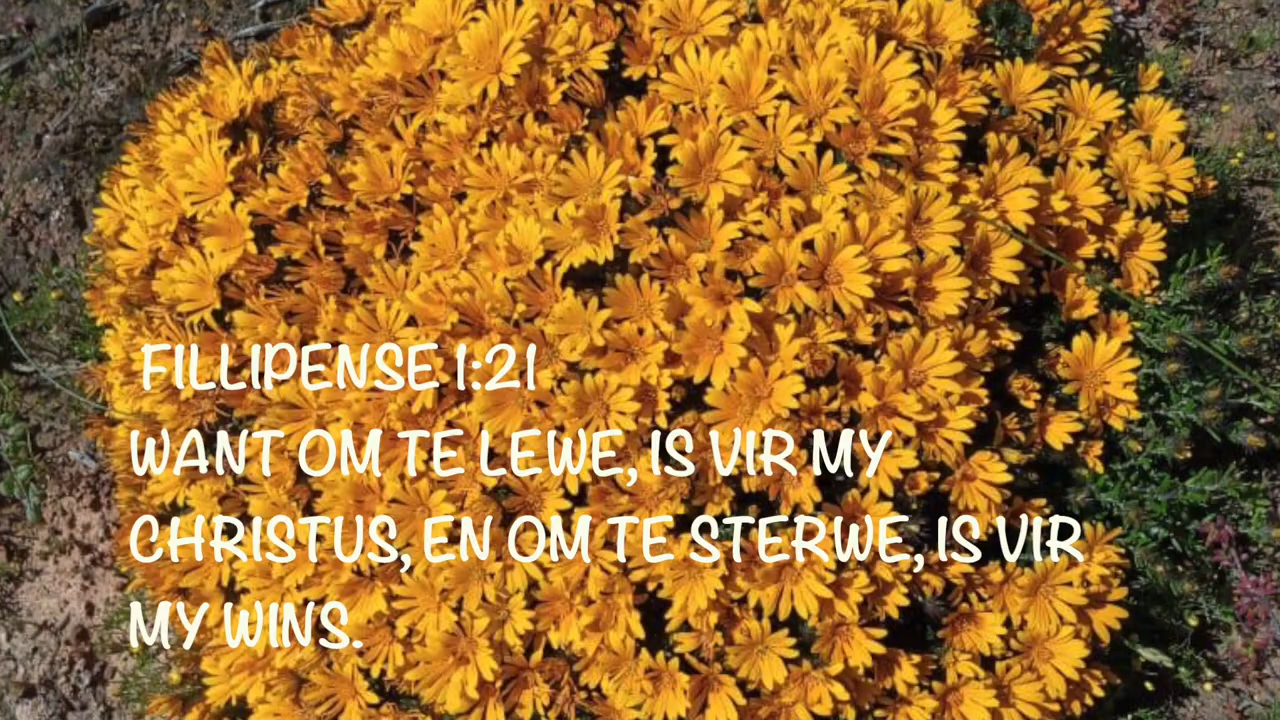 FILLIPENSE 1:21
WANT OM TE LEWE, IS VIR MY
CHRISTUS, EN OM TE STERWE, IS VIR
MY WINS.